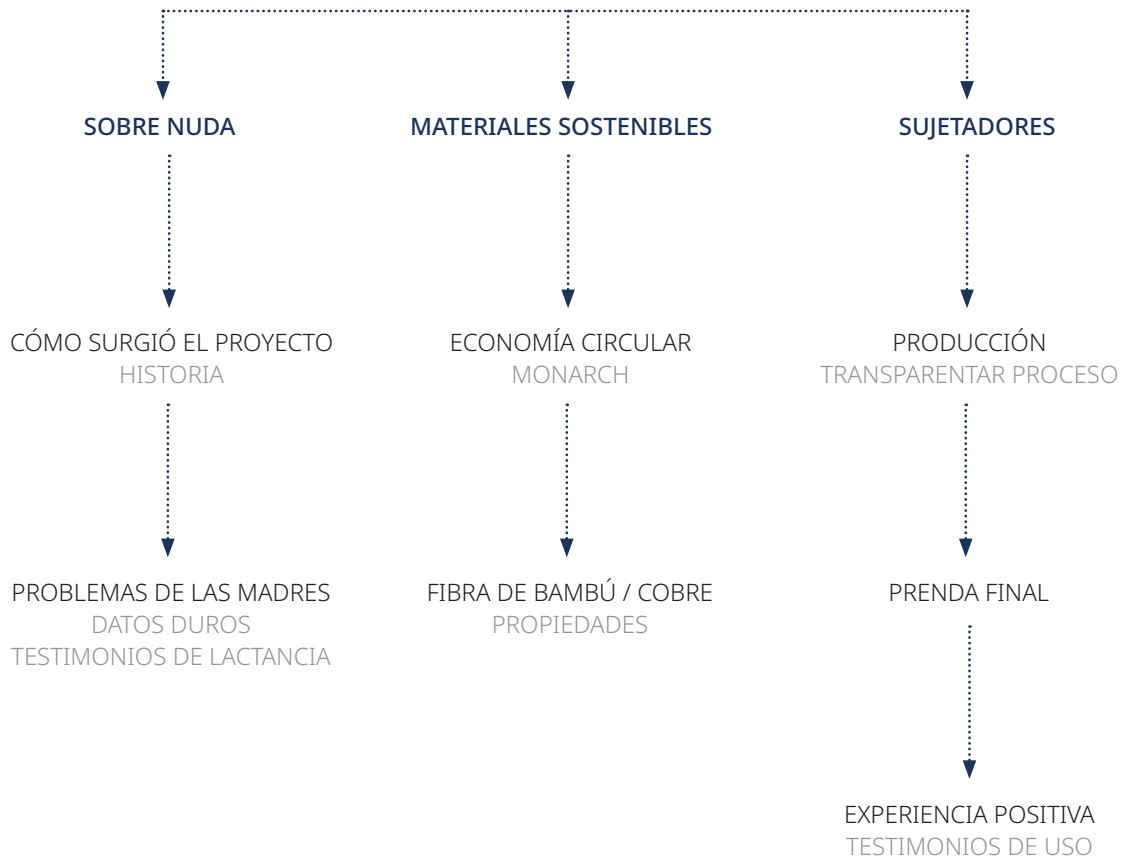 SOBRE NUDA
MATERIALES SOSTENIBLES
SUJETADORES
CÓMO SURGIÓ EL PROYECTO
HISTORIA
ECONOMÍA CIRCULAR
MONARCH
PRODUCCIÓN
TRANSPARENTAR PROCESO
PROBLEMAS DE LAS MADRES
DATOS DUROS
TESTIMONIOS DE LACTANCIA
FIBRA DE BAMBÚ / COBRE
PROPIEDADES
PRENDA FINAL
EXPERIENCIA POSITIVA
TESTIMONIOS DE USO